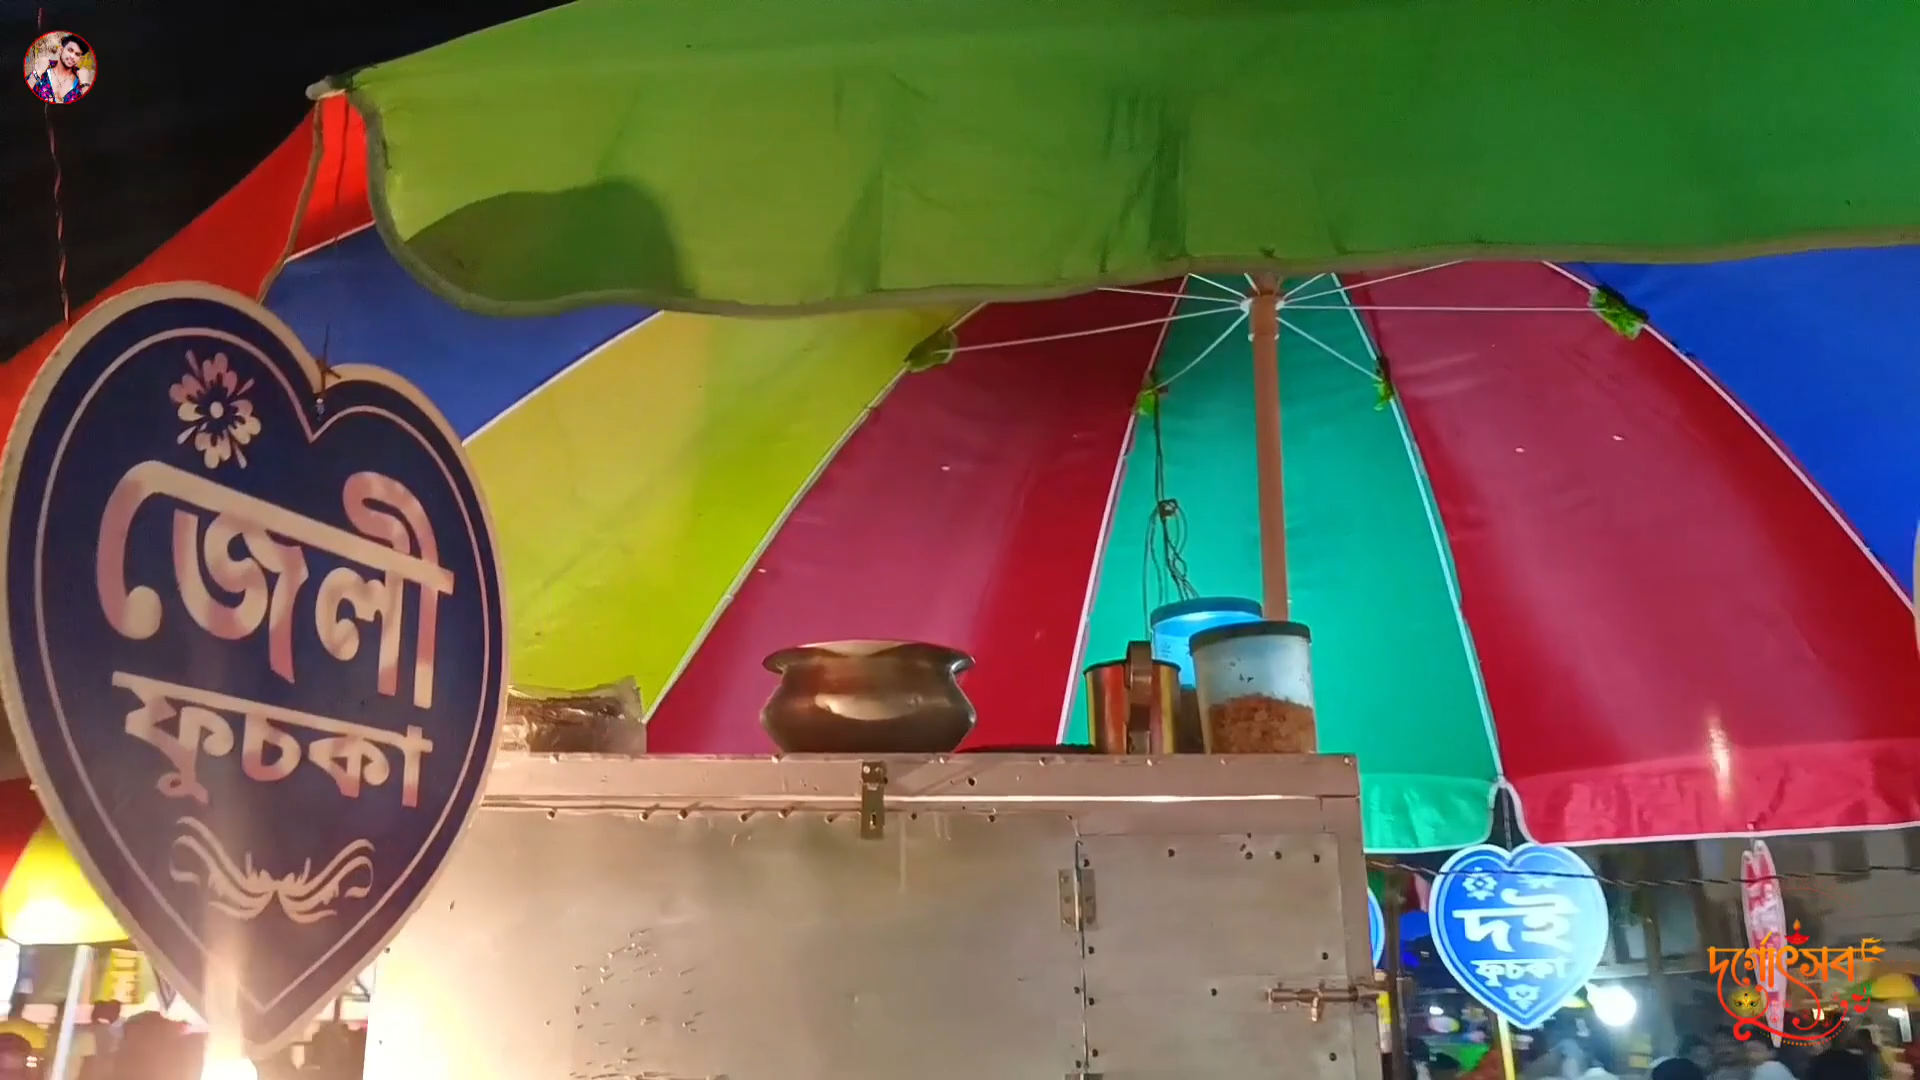 জেলী
ফুচকা
দই
ফুচকা
দুর্গোৎসব